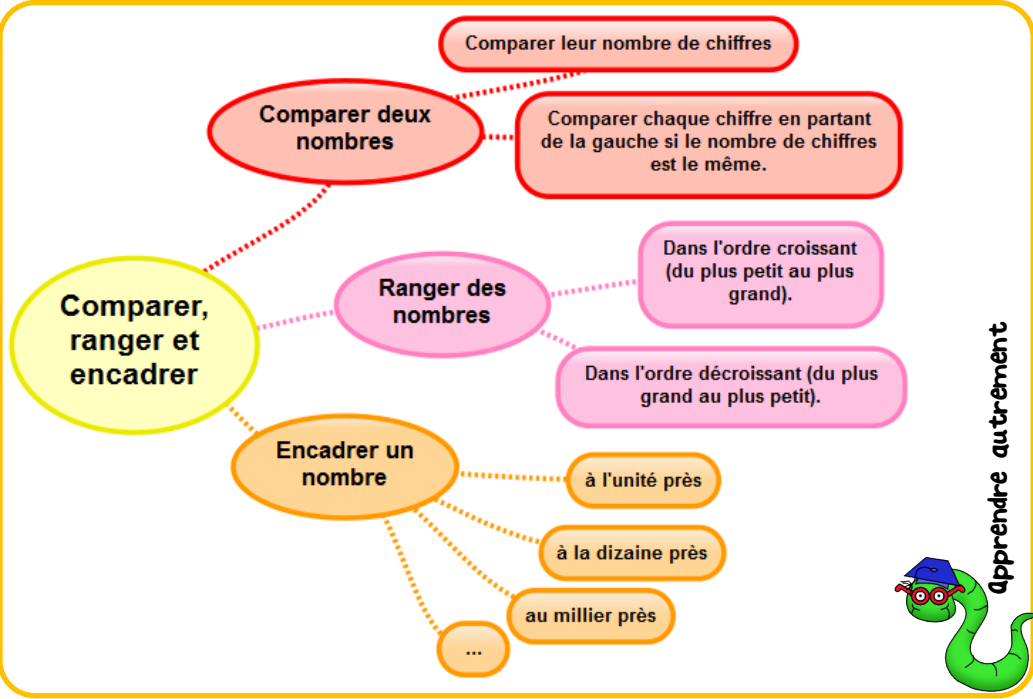 Comparer,
ranger et
encadrer
Comparer deux
nombres
Comparer leur nombre de chiffres
Comparer chaque chiffre en partant
de la gauche si le nombre de chiffres
est le même.
Ranger des
nombres
Dans l'ordre croissant
(du plus petit au plus
grand).
Dans l'ordre décroissant (du plus
grand au plus petit).
Encadrer un
nombre
à l'unité près
à la dizaine près
au millier près
...
apprendre autrement